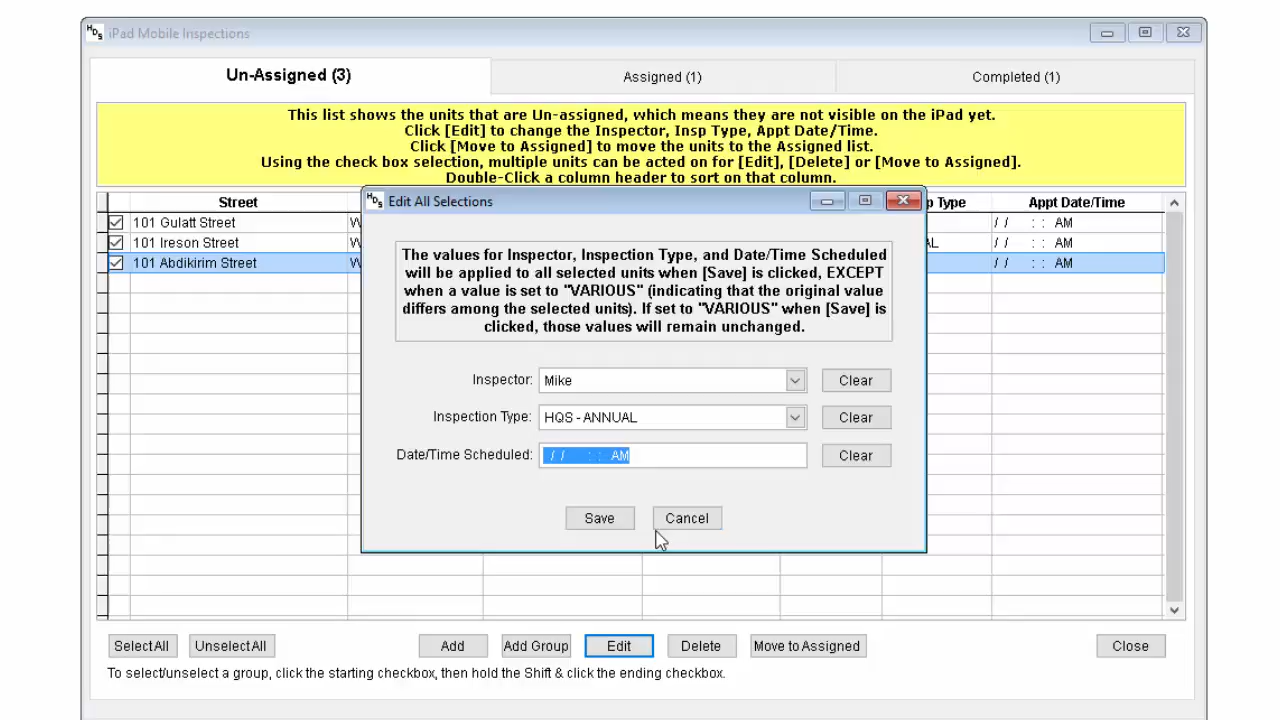 HDS iPad Mobile Inspections
Un-Assigned (3) Assigned (1) Completed (1)
This list shows the units that are Un-assigned, which means they are not visible on the iPad yet.
Click [Edit] to change the Inspector, Insp Type, Appt Date/Time.
Click [Move to Assigned] to move the units to the Assigned list.
Using the check box selection, multiple units can be acted on for [Edit], [Delete] or [Move to Assigned].
Double-Click a column header to sort on that column.
Street p Type Appt Date/Time
101 Gulatt Street / / : : AM
101 Ireson Street AL / / : : AM
101 Abdikirim Street / / : : AM
HDS Edit All Selections
The values for Inspector, Inspection Type, and Date/Time Scheduled
will be applied to all selected units when [Save] is clicked, EXCEPT
when a value is set to "VARIOUS" (indicating that the original value
differs among the selected units). If set to "VARIOUS" when [Save] is
clicked, those values will remain unchanged.
Inspector: Mike Clear
Inspection Type: HQS - ANNUAL Clear
Date/Time Scheduled: / / : : AM Clear
Save Cancel
Select All Unselect All Add Add Group Edit Delete Move to Assigned Close
To select/unselect a group, click the starting checkbox, then hold the Shift & click the ending checkbox.